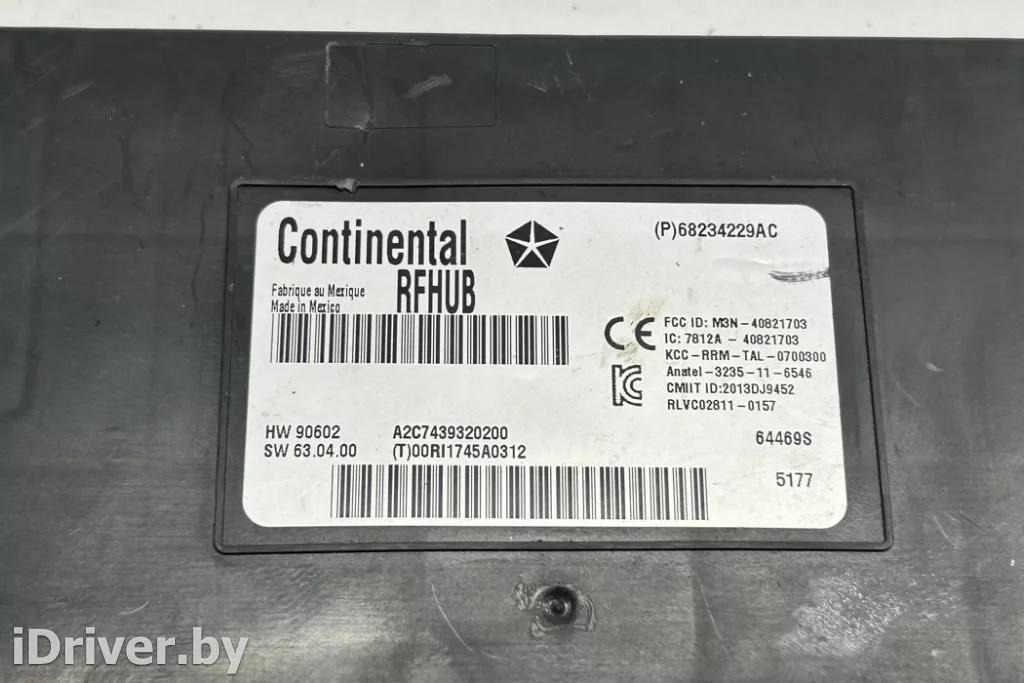 Continental
RFHUB
(P)68234229AC
Fabrique au Mexique
Made in Mexico
CE
FCC ID: M3N-40821703
IC: 7812A - 40821703
KCC-RRM-TAL-0700300
Anatel-3235-11-6546
CMIIT ID:2013DJ9452
RLVC02811-0157
HW 90602
A2C7439320200
64469S
SW 63.04.00
(T)00RI1745A0312
5177
iDriver.by